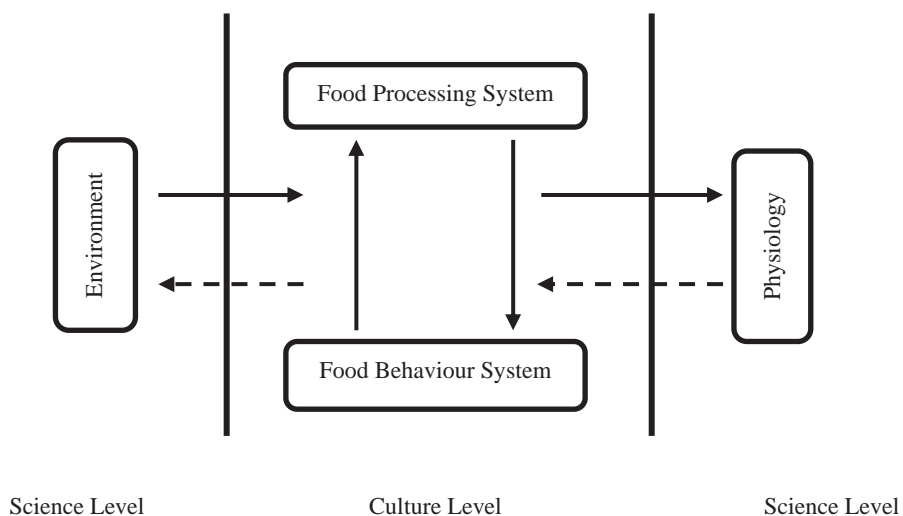 Food Processing System
Environment
Physiology
Food Behaviour System
Science Level
Culture Level
Science Level